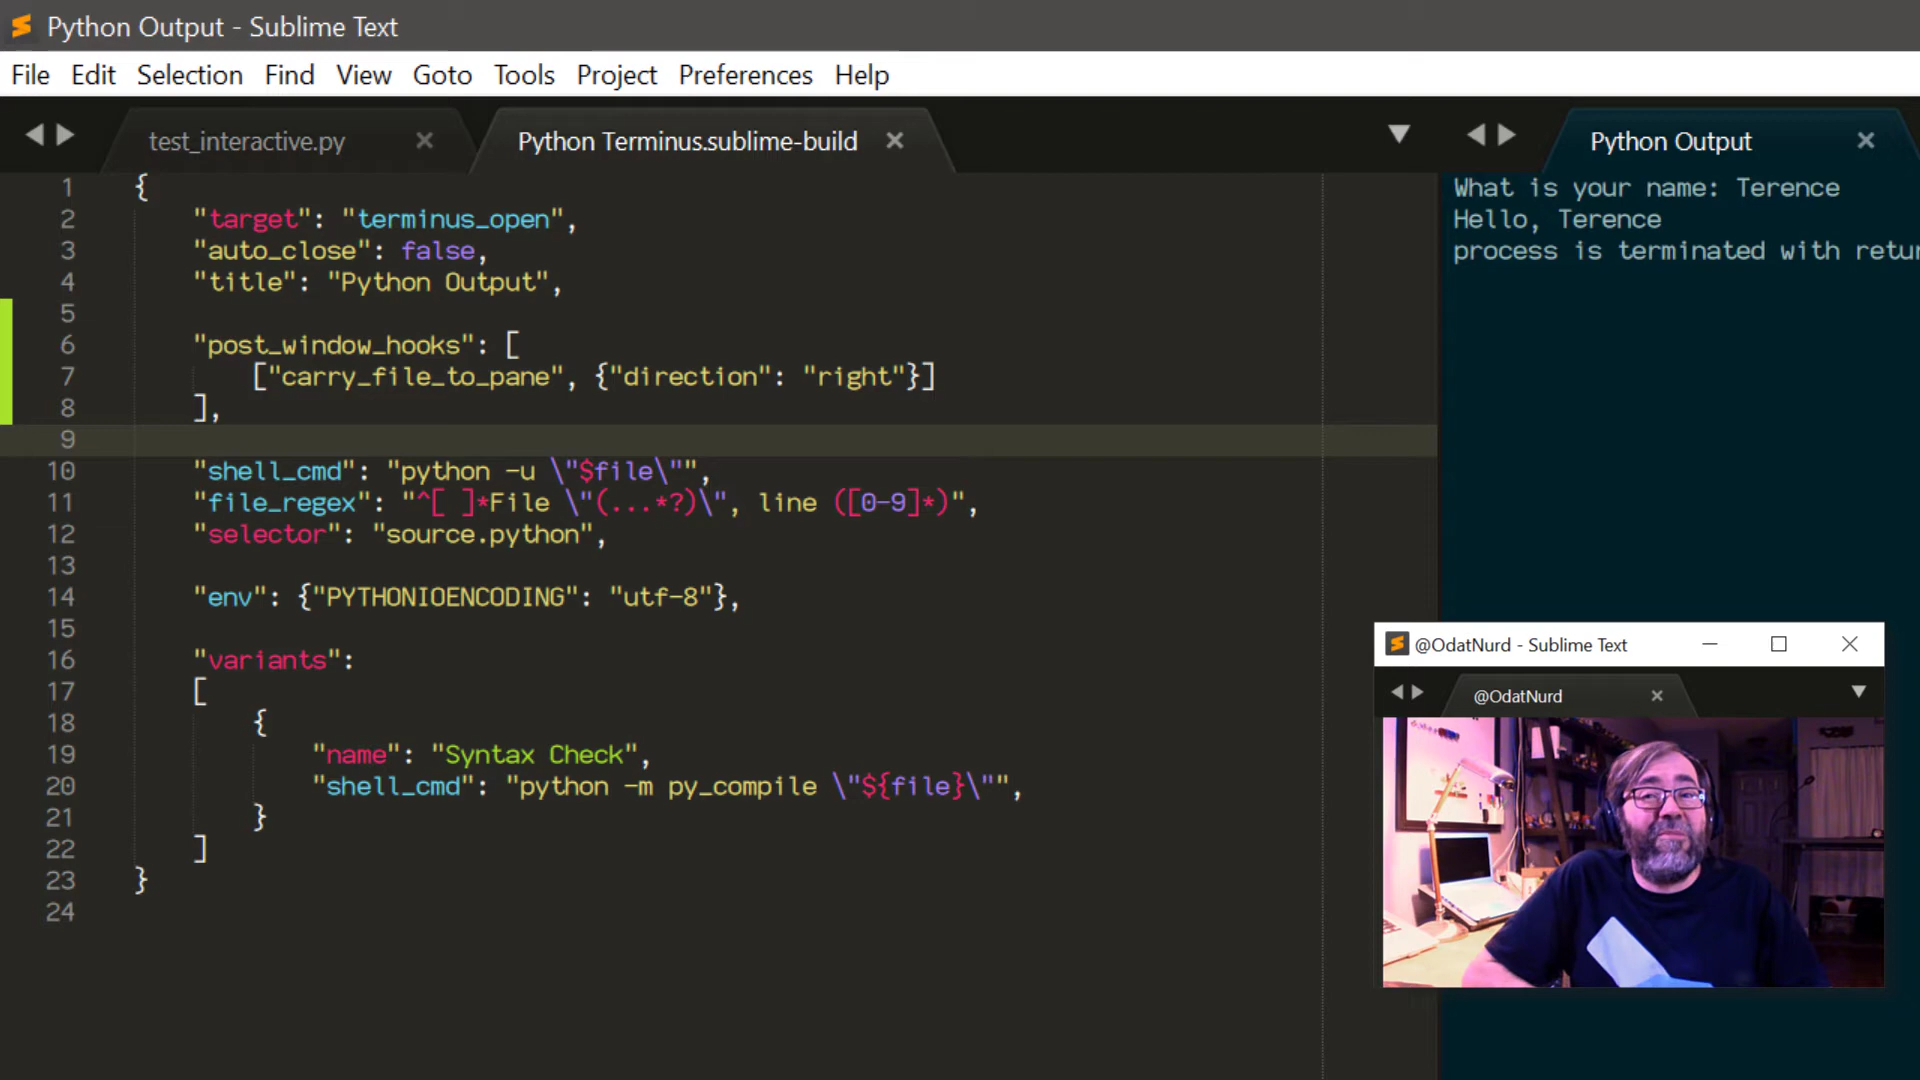 Python Output - Sublime Text
File Edit Selection Find View Goto Tools Project Preferences Help
test_interactive.py
Python Terminus.sublime-build
Python Output
1 {
2 "target": "terminus_open",
3 "auto_close": false,
4 "title": "Python Output",
5
6 "post_window_hooks": [
7 ["carry_file_to_pane", {"direction": "right"}]
8 ],
9
10 "shell_cmd": "python -u \"$file\"",
11 "file_regex": "^[ ]*File \"(...*?)\", line ([0-9]*)",
12 "selector": "source.python",
13
14 "env": {"PYTHONIOENCODING": "utf-8"},
15
16 "variants":
17 [
18 {
19 "name": "Syntax Check",
20 "shell_cmd": "python -m py_compile \"${file}\"",
21 }
22 ]
23 }
24
What is your name: Terence
Hello, Terence
process is terminated with retur
@OdatNurd - Sublime Text
@OdatNurd